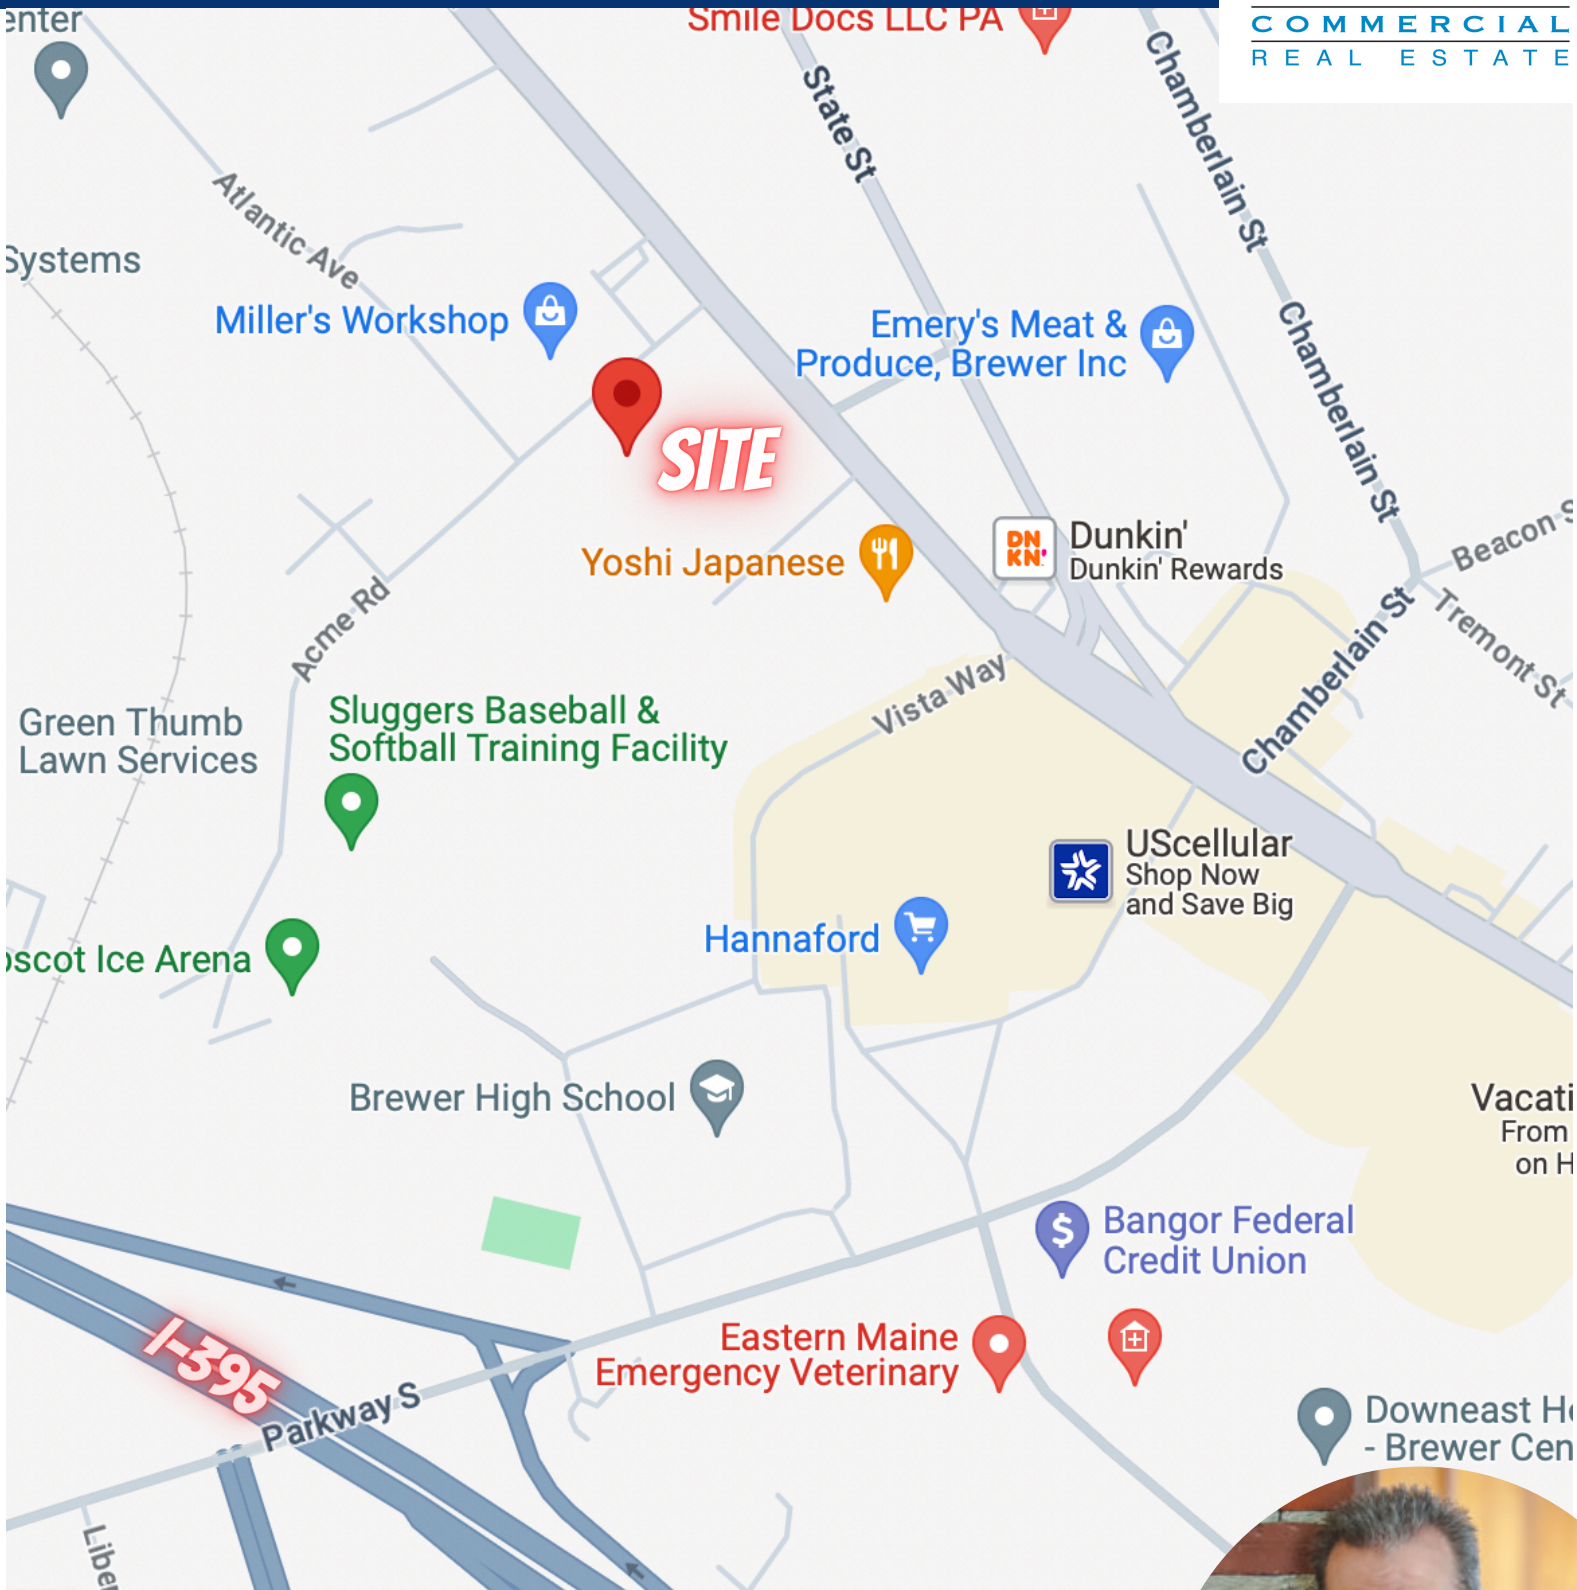 enter
Smile Docs LLC PA
COMMERCIAL
REAL ESTATE
State St
Chamberlain St
Atlantic Ave
Systems
Miller's Workshop
Emery's Meat &
Produce, Brewer Inc
Chamberlain St
SITE
Yoshi Japanese
DN
KN'
Dunkin'
Dunkin' Rewards
Beacon S
Acme Rd
Chamberlain St
Tremont St
Vista Way
Green Thumb
Lawn Services
Sluggers Baseball &
Softball Training Facility
UScellular
Shop Now
and Save Big
Hannaford
oscot Ice Arena
Brewer High School
Vacati
From
on H
Bangor Federal
Credit Union
$
Eastern Maine
Emergency Veterinary
I-395
Parkway S
Downeast He
- Brewer Cen
Liber